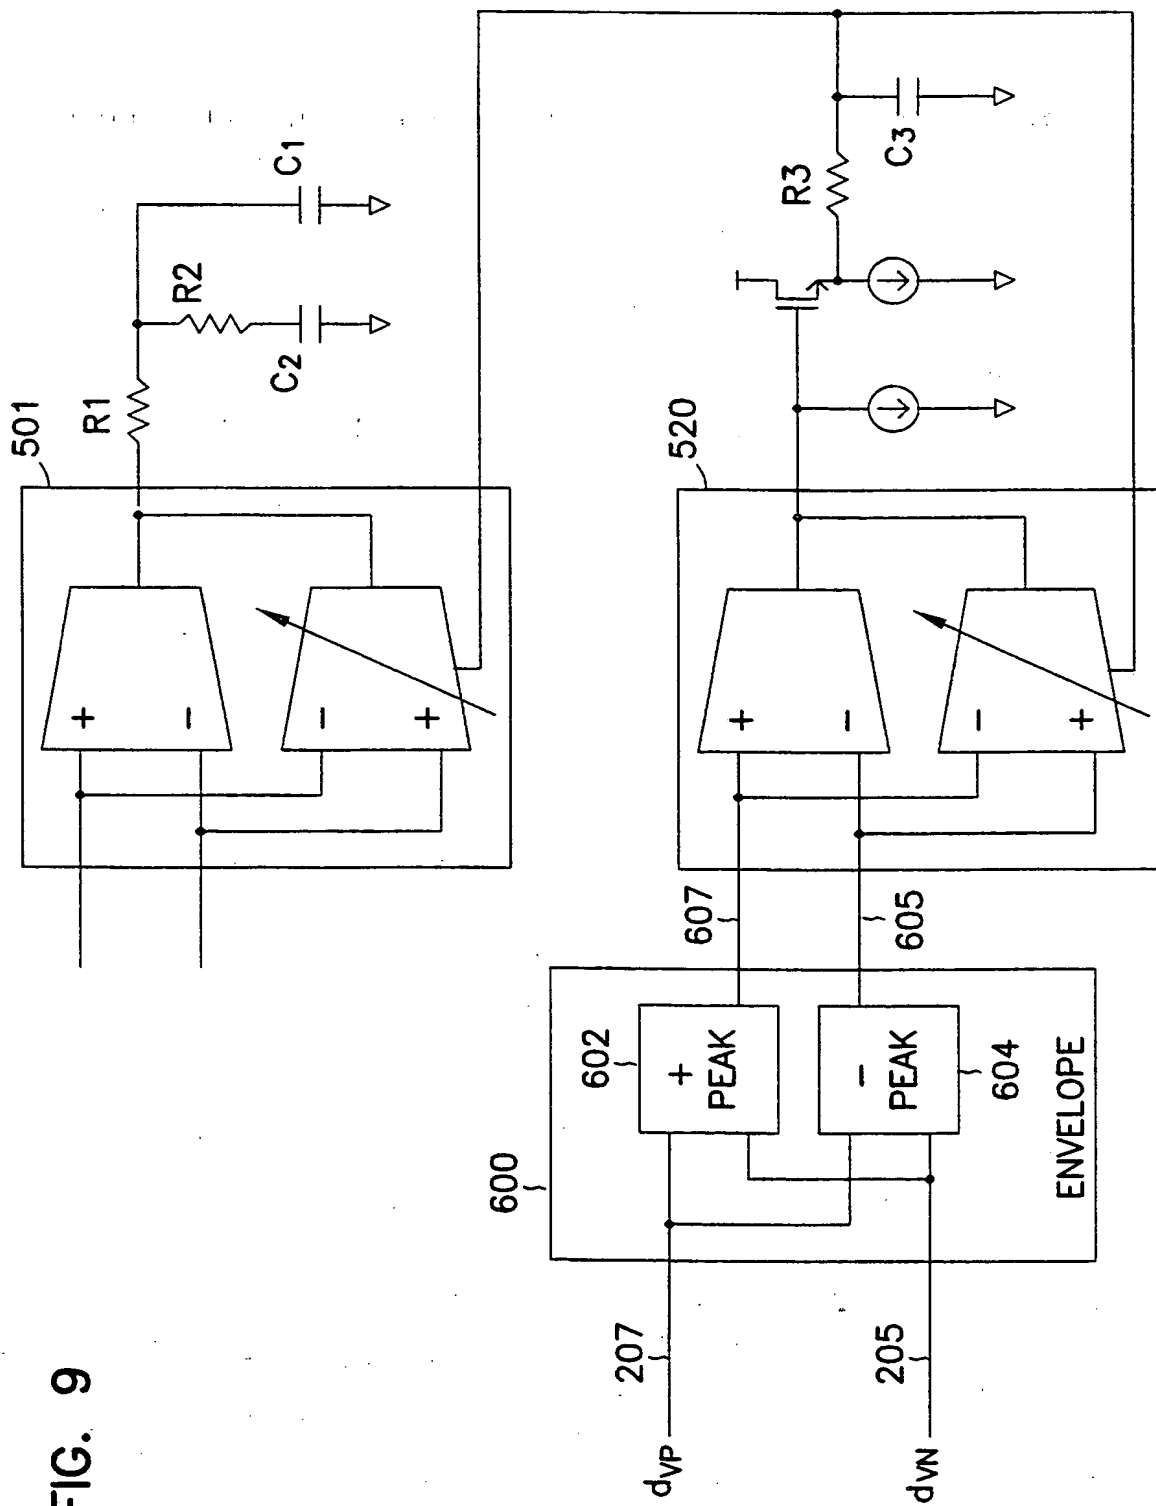 FIG. 9
501
R1
R2
C2
C1
+
-
-
+
dVP
dVN
207
205
600
602
+
PEAK
-
PEAK
604
ENVELOPE
607
605
520
+
-
-
+
R3
C3